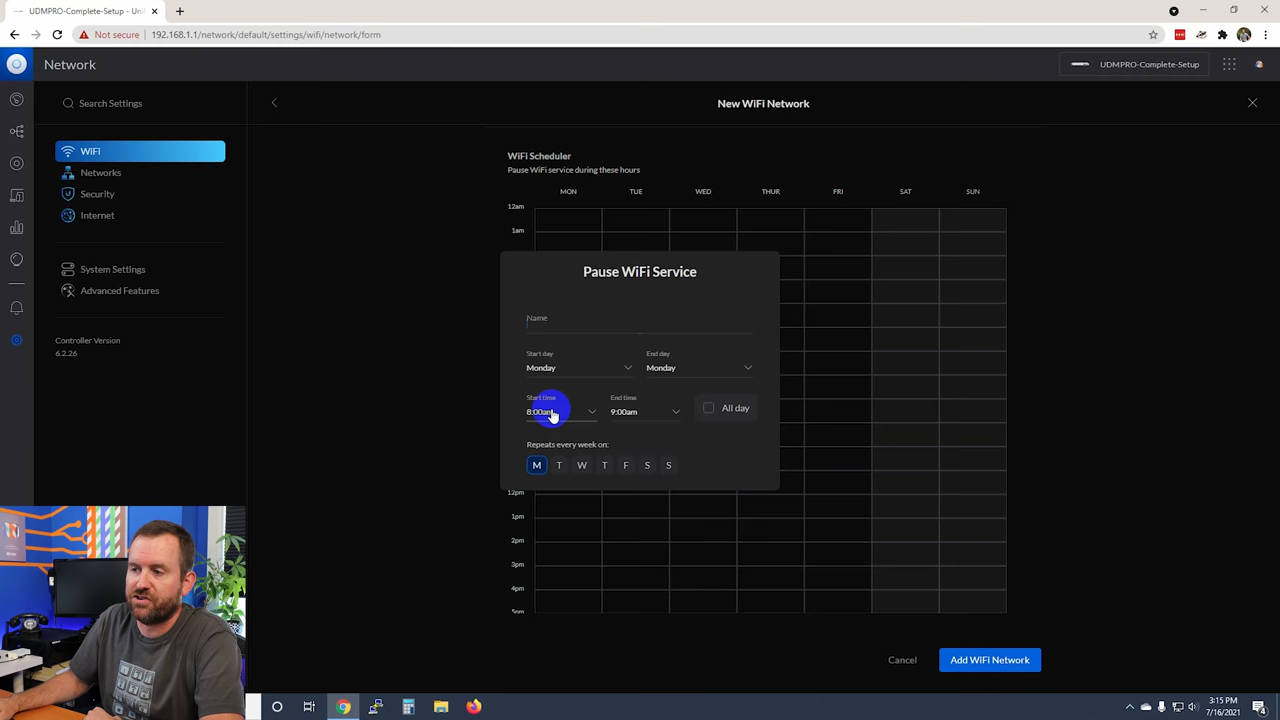 UDMPRO-Complete-Setup - Unif
Not secure
192.168.1.1/network/default/settings/wifi/network/form
Network
UDMPRO-Complete-Setup
Search Settings
New WiFi Network
WiFi
Networks
Security
Internet
System Settings
Advanced Features
Controller Version
6.2.26
WiFi Scheduler
Pause WiFi service during these hours
MON TUE WED THUR FRI SAT SUN
12am
1am
Pause WiFi Service
Name
Start day End day
Monday Monday
Start time End time
8:00am 9:00am All day
Repeats every week on:
M T W T F S S
12pm
1pm
2pm
3pm
4pm
5pm
Cancel Add WiFi Network
3:15 PM
7/16/2021
4